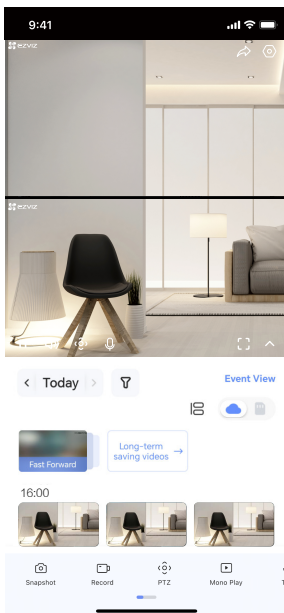 9:41
ezviz
ezviz
Today
Event View
Fast Forward
Long-term
saving videos
16:00
Snapshot
Record
PTZ
Mono Play